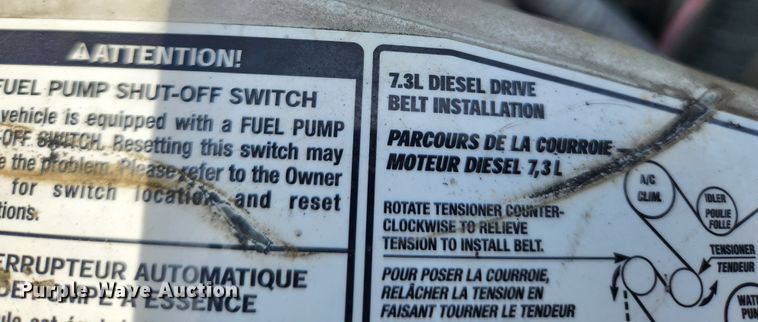 ATTENTION!
FUEL PUMP SHUT-OFF SWITCH
vehicle is equipped with a FUEL PUMP
-OFF SWITCH. Resetting this switch may
the problem. Please refer to the Owner
for switch location and reset
tions.
ERRUPTEUR AUTOMATIQUE
POMPE À ESSENCE
7.3L DIESEL DRIVE
BELT INSTALLATION
PARCOURS DE LA COURROIE
MOTEUR DIESEL 7,3 L
ROTATE TENSIONER COUNTER-
CLOCKWISE TO RELIEVE
TENSION TO INSTALL BELT.
POUR POSER LA COURROIE,
RELÂCHER LA TENSION EN
FAISANT TOURNER LE TENDEUR
A/C
CLIM.
IDLER
POULIE
FOLLE
TENSIONER
TENDEUR
WAT
PUM
Purple Wave Auction